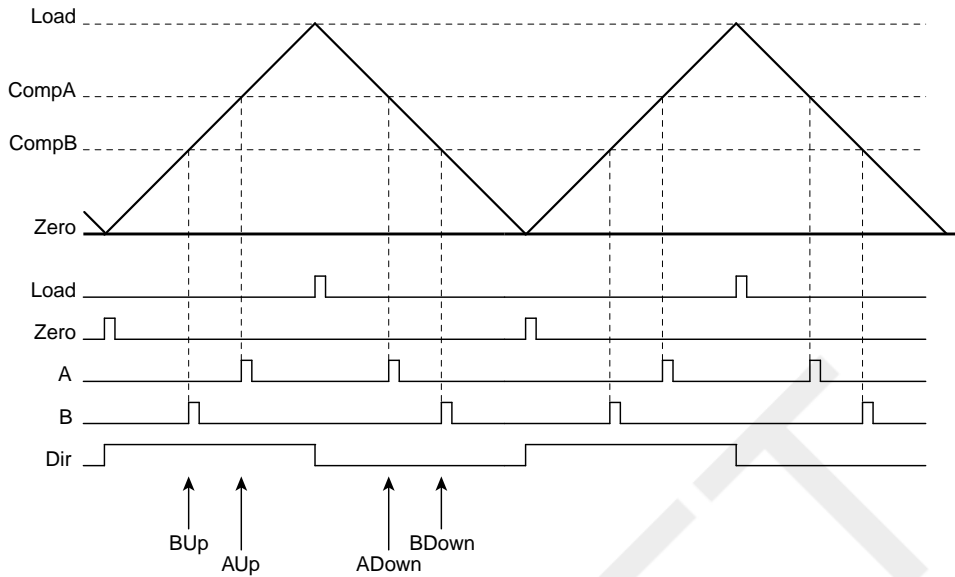 Load
CompA
CompB
Zero
Load
Zero
A
B
Dir
BUp
AUp
ADown
BDown